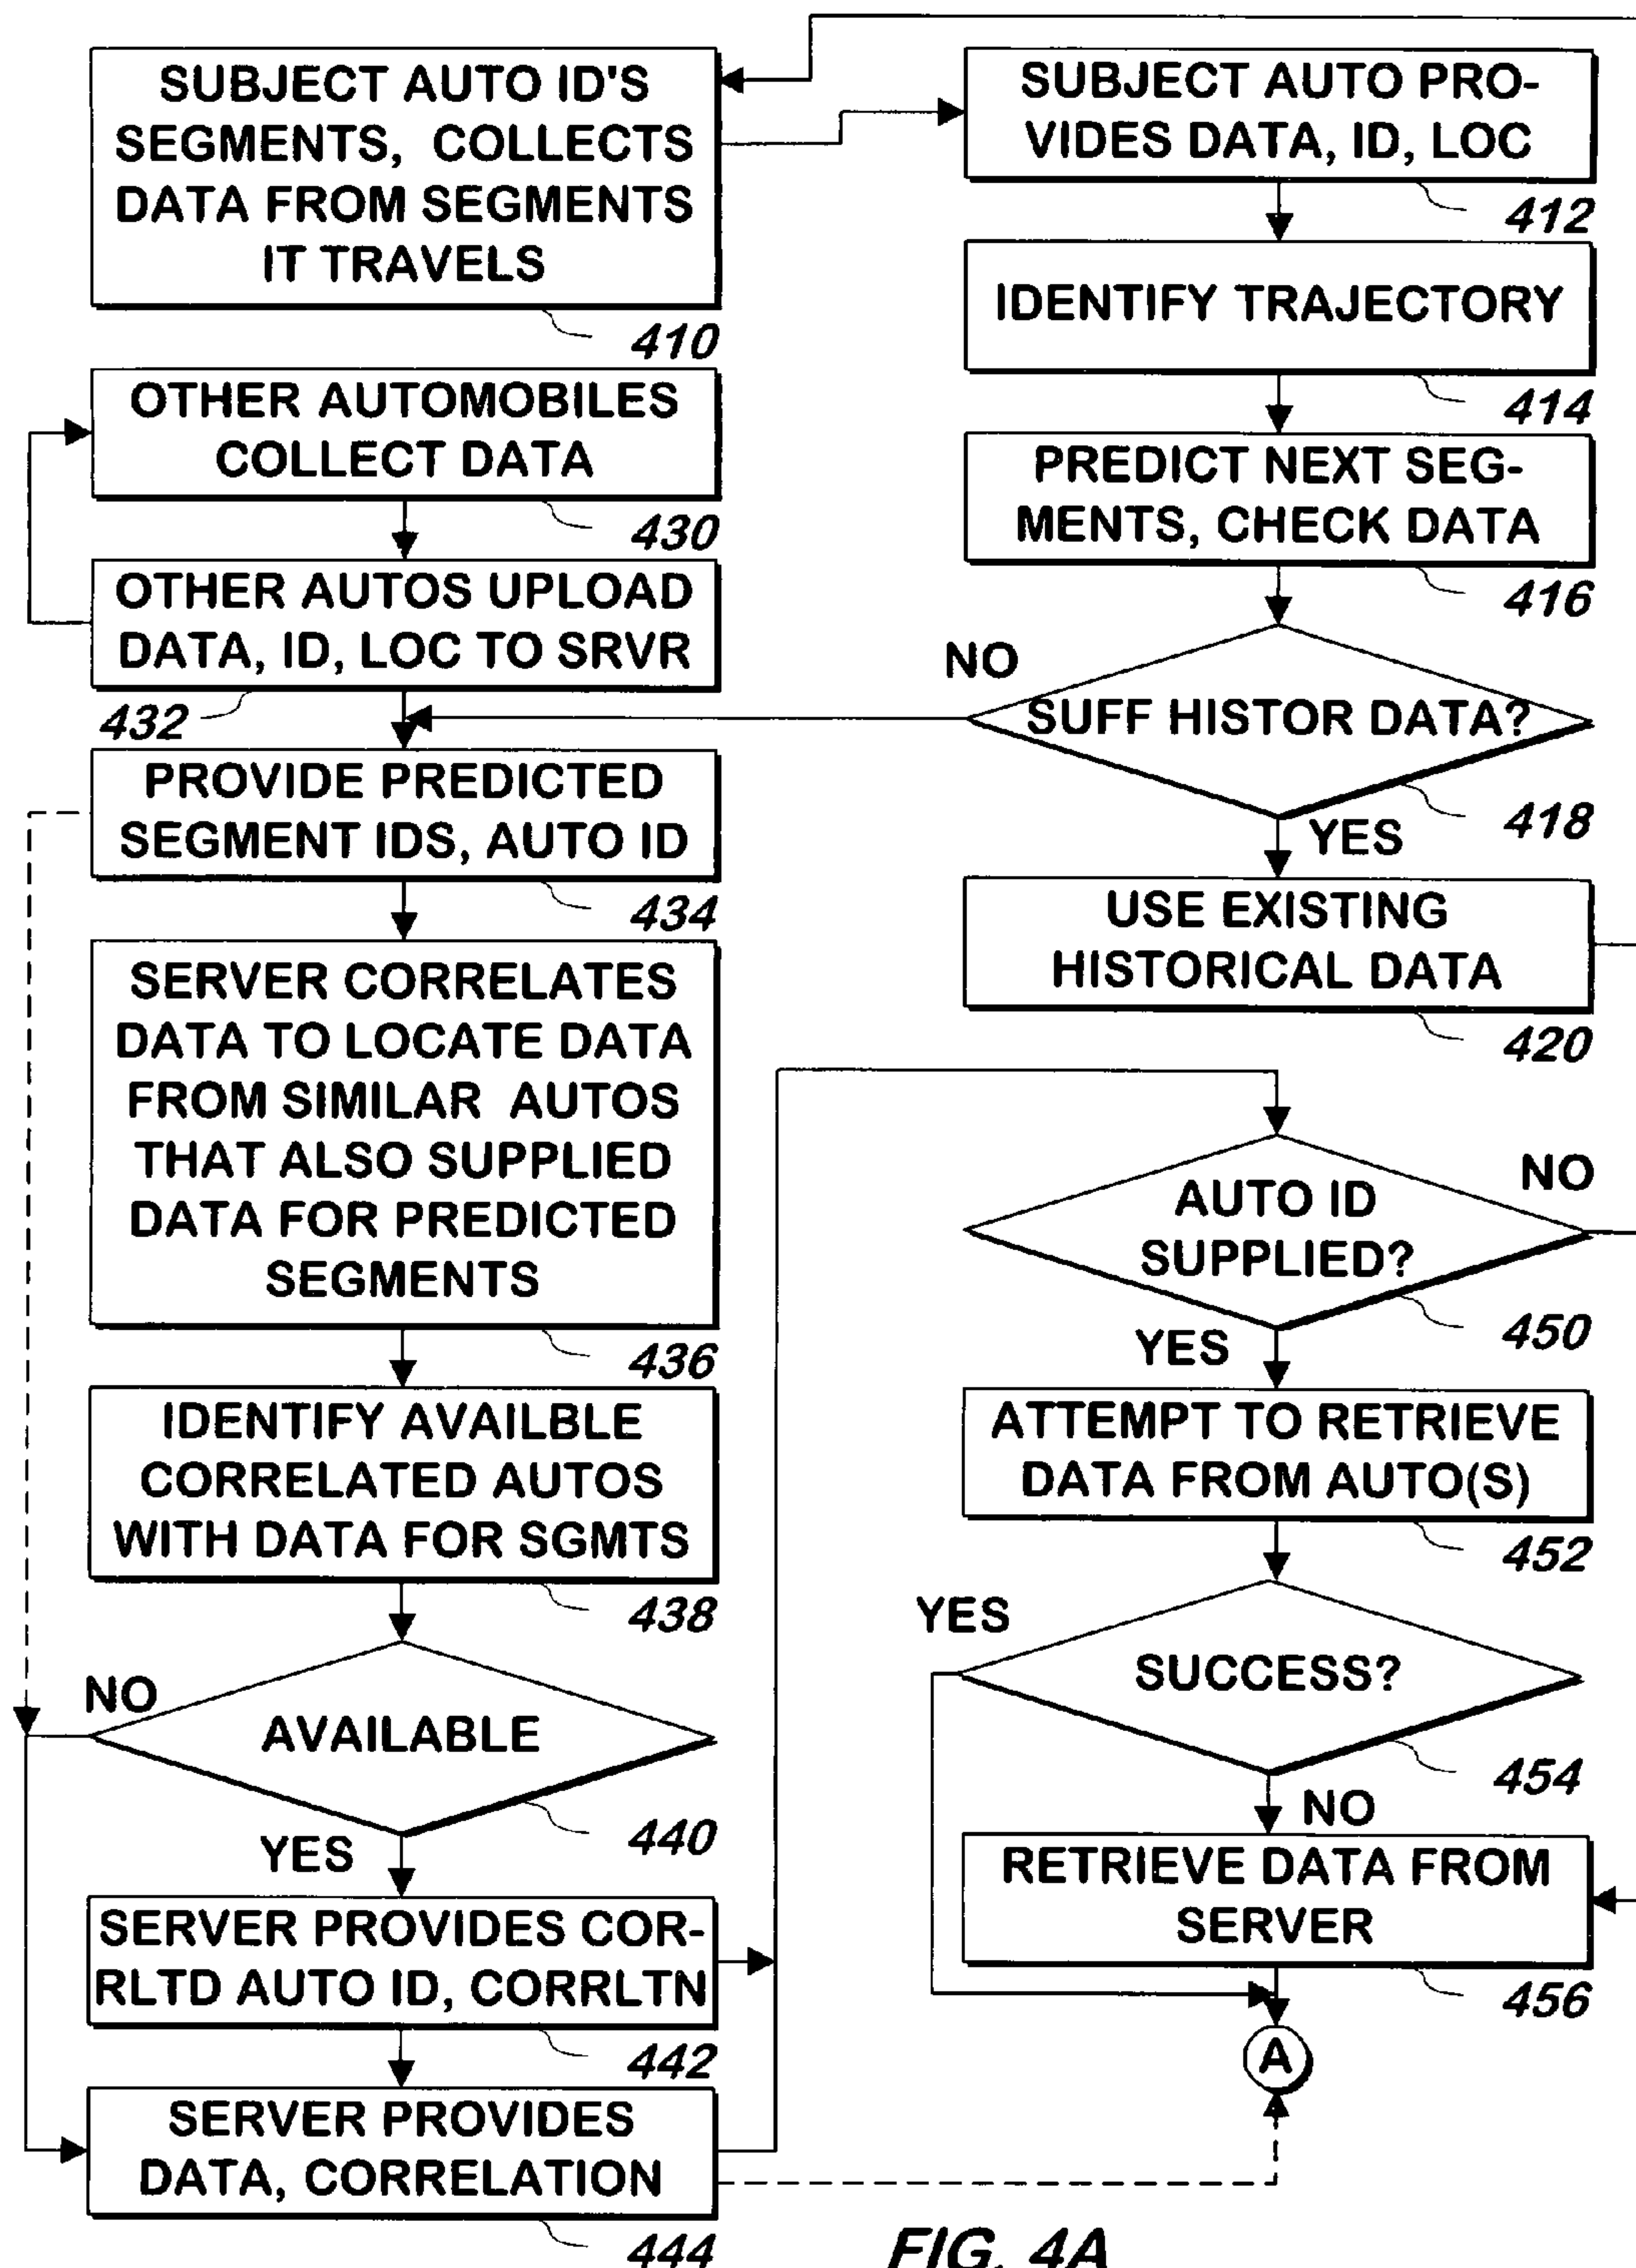 SUBJECT AUTO ID'S
SEGMENTS, COLLECTS
DATA FROM SEGMENTS
IT TRAVELS
410
OTHER AUTOMOBILES
COLLECT DATA
430
OTHER AUTOS UPLOAD
DATA, ID, LOC TO SRVR
432
PROVIDE PREDICTED
SEGMENT IDS, AUTO ID
434
SERVER CORRELATES
DATA TO LOCATE DATA
FROM SIMILAR AUTOS
THAT ALSO SUPPLIED
DATA FOR PREDICTED
SEGMENTS
436
IDENTIFY AVAILBLE
CORRELATED AUTOS
WITH DATA FOR SGMTS
438
NO
AVAILABLE
440
YES
SERVER PROVIDES COR-
RLTD AUTO ID, CORRLTN
442
SERVER PROVIDES
DATA, CORRELATION
444
SUBJECT AUTO PRO-
VIDES DATA, ID, LOC
412
IDENTIFY TRAJECTORY
414
PREDICT NEXT SEG-
MENTS, CHECK DATA
416
NO
SUFF HISTOR DATA?
418
YES
USE EXISTING
HISTORICAL DATA
420
NO
AUTO ID
SUPPLIED?
450
YES
ATTEMPT TO RETRIEVE
DATA FROM AUTO(S)
452
YES
SUCCESS?
454
NO
RETRIEVE DATA FROM
SERVER
456
A
FIG. 4A